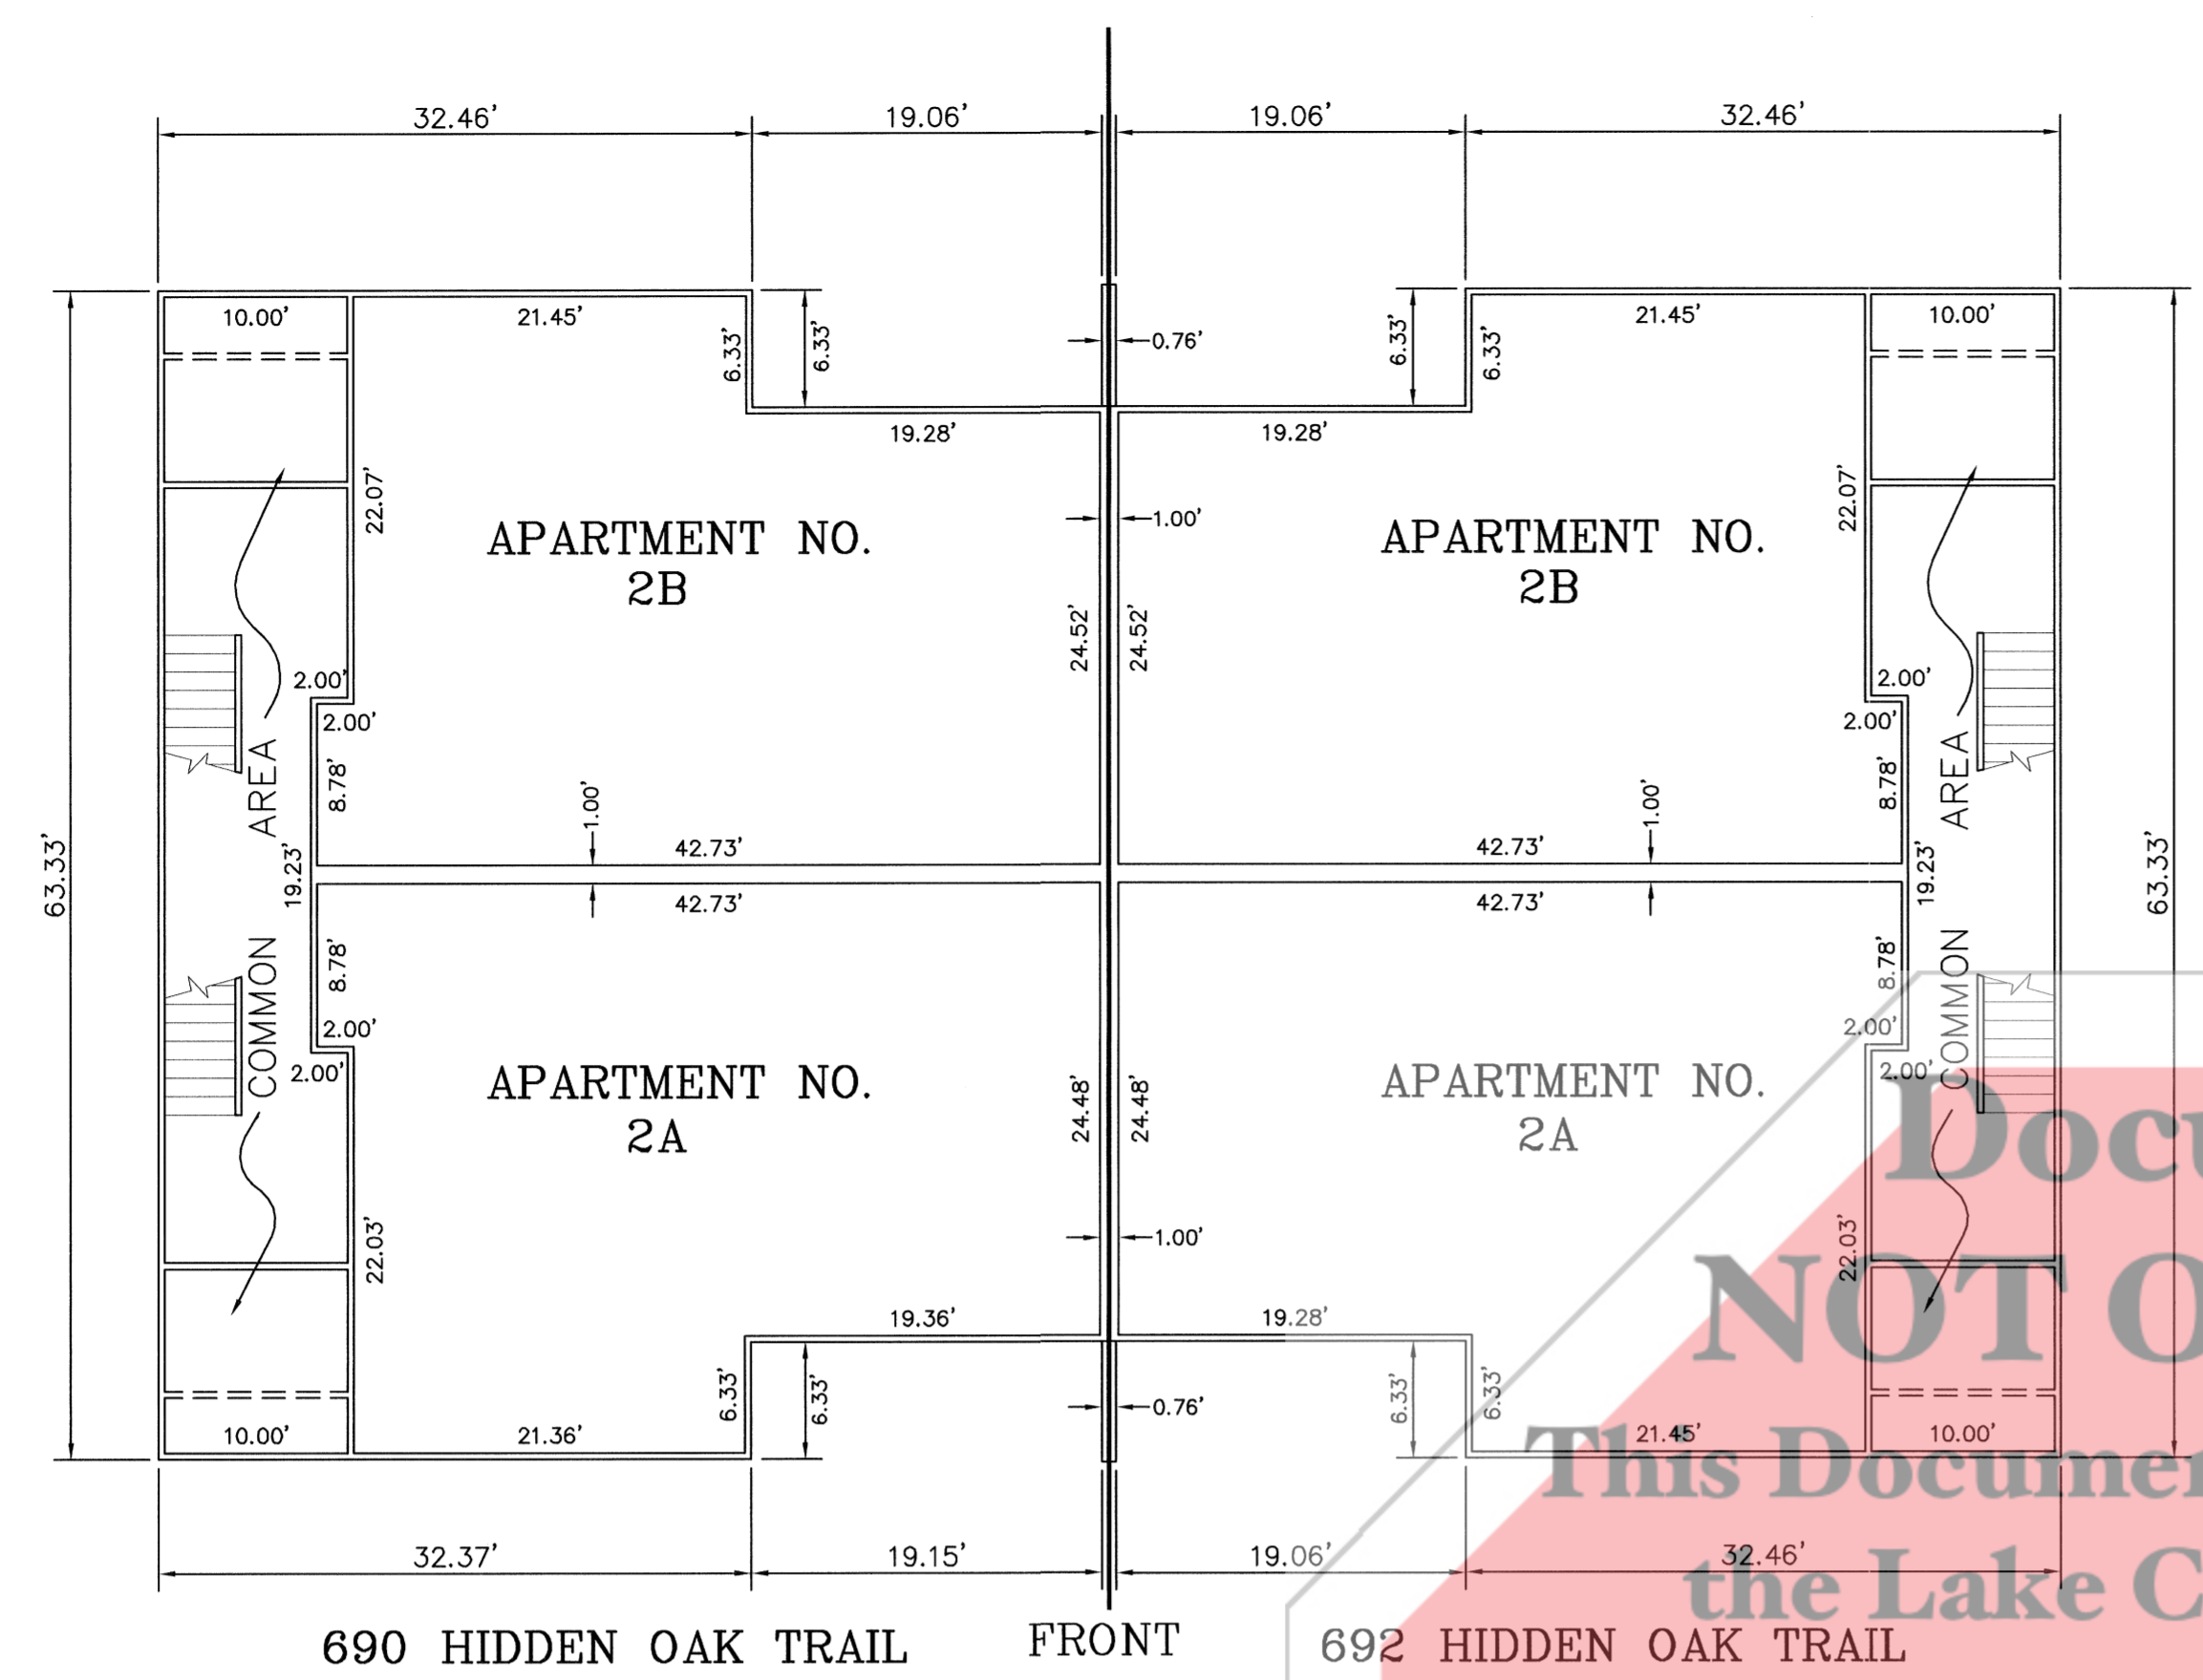 32.46’ 19.06’ 19.06’ 32.46’
10.00’ 21.45’ 6.33’ 6.33’ 0.76’ 6.33’ 6.33’ 21.45’ 10.00’
19.28’ 19.28’
22.07’ 1.00’ 22.07’
APARTMENT NO. APARTMENT NO.
2B 2B
24.52’ 24.52’
2.00’ 2.00’
2.00’ 2.00’
8.78’ 1.00’ 1.00’ 8.78’
42.73’ 42.73’
63.33’ 19.23’ 19.23’ 63.33’
42.73’ 42.73’
COMMON AREA COMMON AREA
8.78’ 8.78’
2.00’ 2.00’
2.00’ 2.00’
APARTMENT NO. APARTMENT NO.
2A 2A
24.48’ 24.48’
22.03’ 1.00’ 22.03’
19.36’ 19.28’
6.33’ 6.33’ 0.76’ 6.33’ 6.33’
10.00’ 21.36’ 21.45’ 10.00’
32.37’ 19.15’ 19.06’ 32.46’
690 HIDDEN OAK TRAIL FRONT 692 HIDDEN OAK TRAIL
NOT
This
the Lake